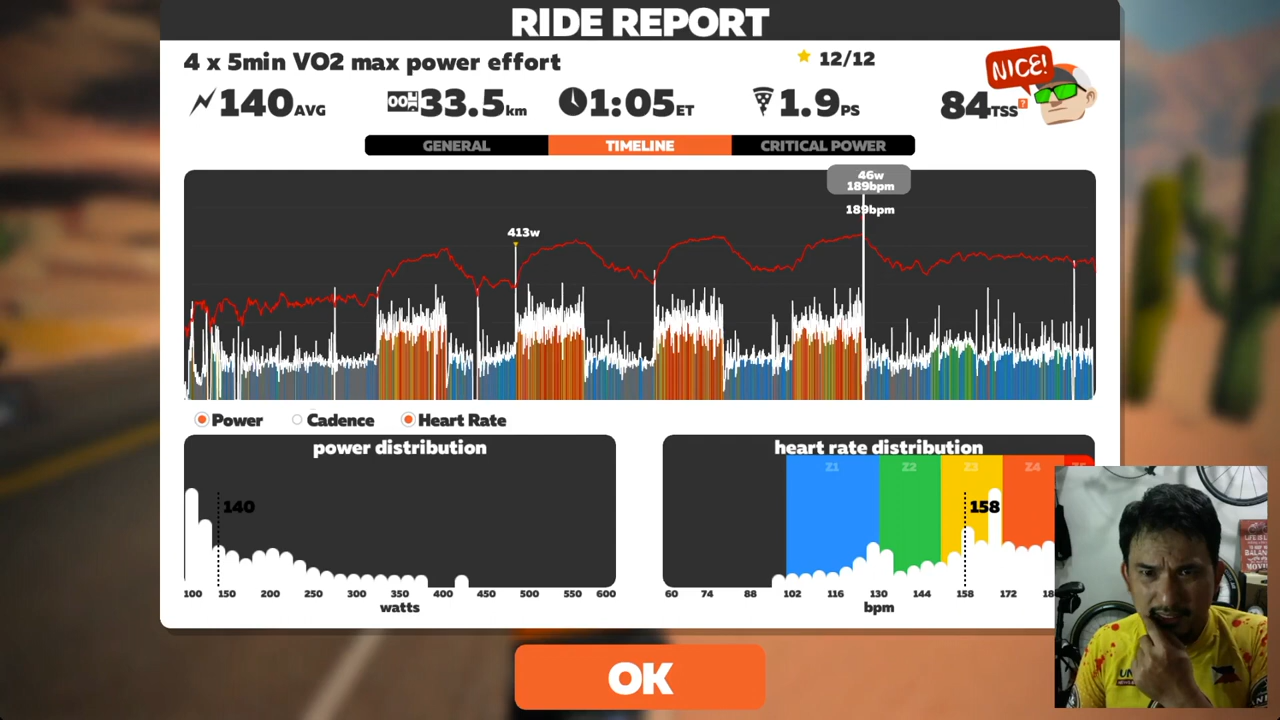 RIDE REPORT
4 x 5min VO2 max power effort
12/12
NICE!
140AVG
33.5km
1:05ET
1.9PS
84TSS?
GENERAL
TIMELINE
CRITICAL POWER
46w
189bpm
189bpm
413w
Power
Cadence
Heart Rate
power distribution
140
100 150 200 250 300 350 400 450 500 550 600
watts
heart rate distribution
Z1 Z2 Z3 Z4
158
60 74 88 102 116 130 144 158 172
bpm
OK